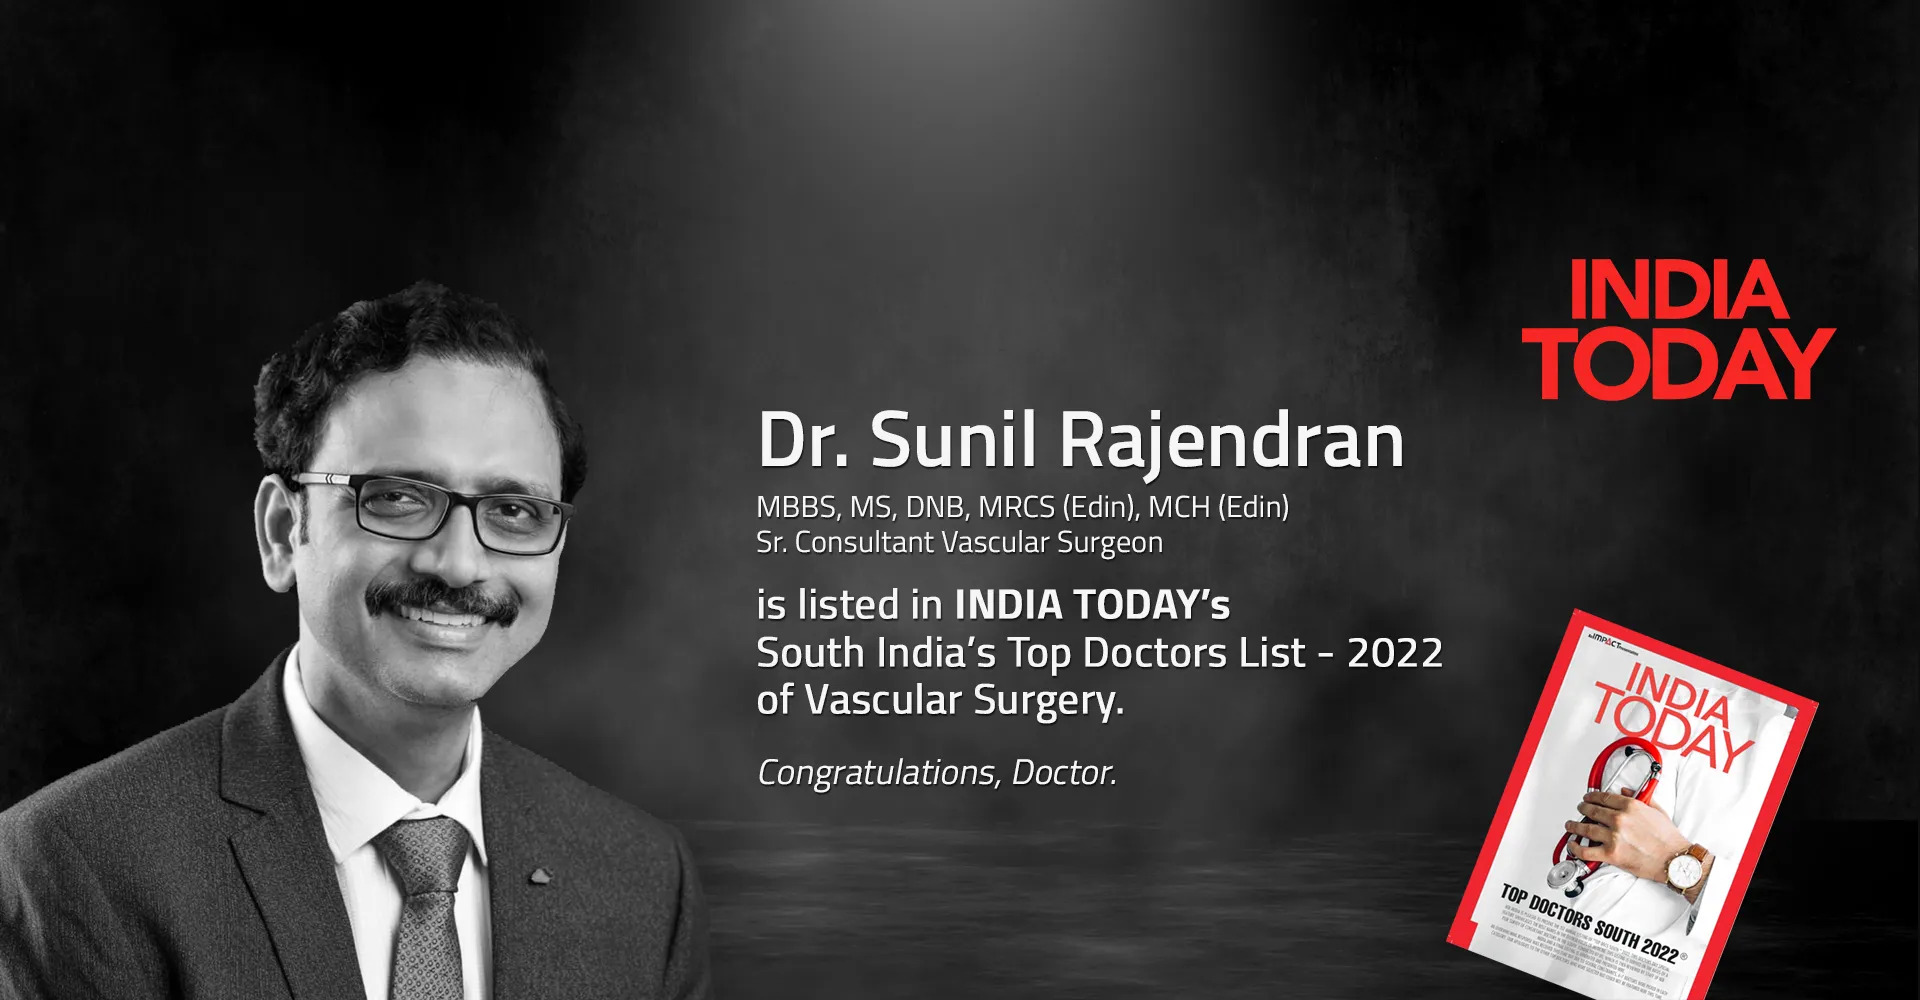 INDIA
TODAY
Dr. Sunil Rajendran
MBBS, MS, DNB, MRCS (Edin), MCH (Edin)
Sr. Consultant Vascular Surgeon
is listed in INDIA TODAY's
South India's Top Doctors List - 2022
of Vascular Surgery.
Congratulations, Doctor.
IMPACT
INDIA
TODAY
TOP DOCTORS SOUTH 2022®